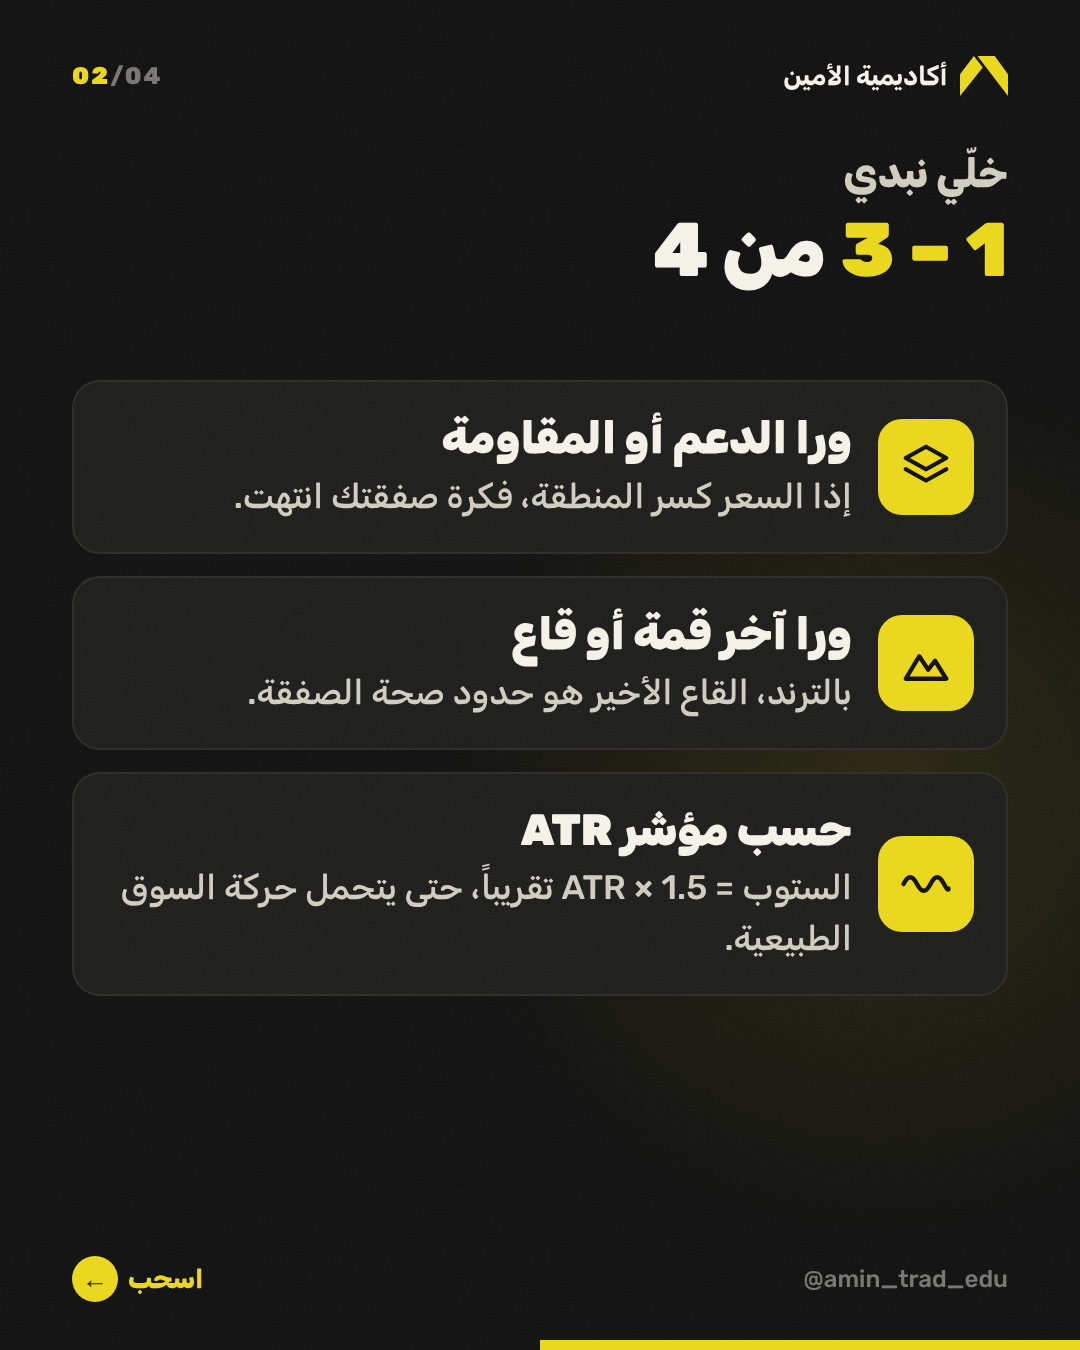 أكاديمية الأمين
02/04
خلّي نبدي
1 – 3 من 4
ورا الدعم أو المقاومة
إذا السعر كسر المنطقة، فكرة صفقتك انتهت.
ورا آخر قمة أو قاع
بالترند، القاع الأخير هو حدود صحة الصفقة.
حسب مؤشر ATR
الستوب = 1.5 × ATR تقريباً، حتى يتحمل حركة السوق
الطبيعية.
@amin_trad_edu
اسحب ←